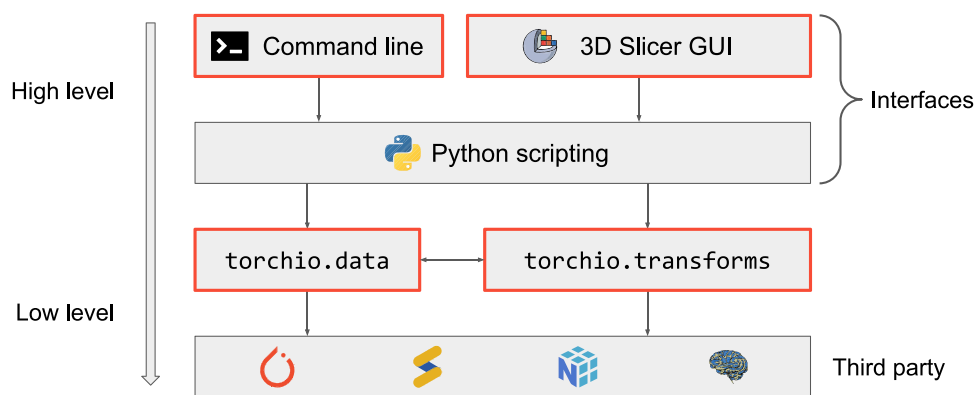 Command line
3D Slicer GUI
High level
Interfaces
Python scripting
torchio.data
torchio.transforms
Low level
Third party
N